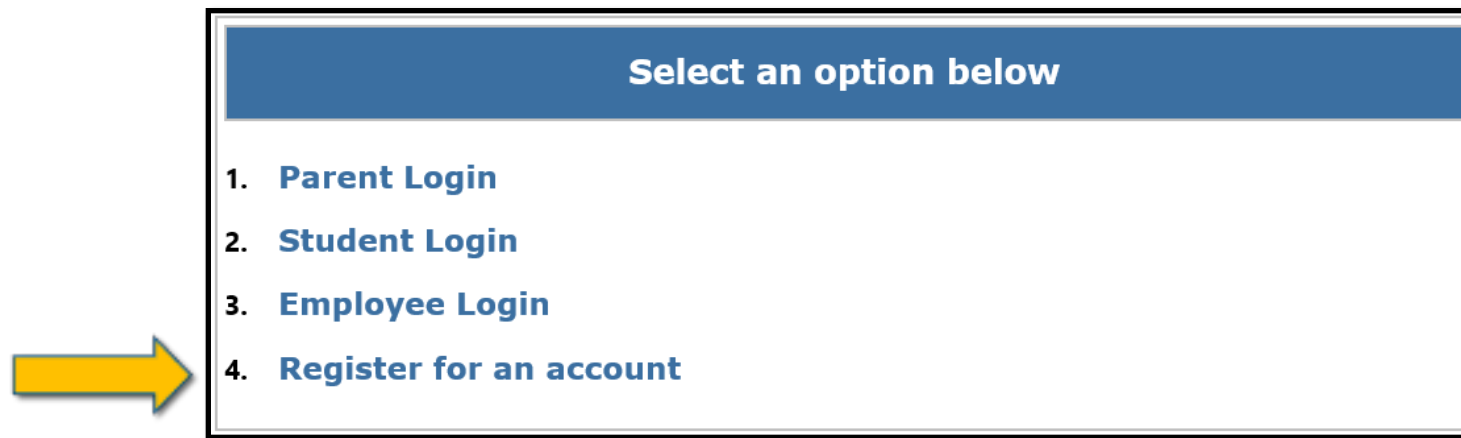 Select an option below
1. Parent Login
2. Student Login
3. Employee Login
4. Register for an account